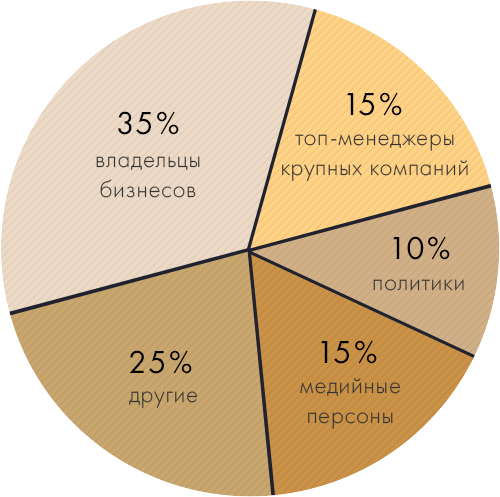 35%
владельцы
бизнесов
15%
топ-менеджеры
крупных компаний
10%
политики
15%
медийные
персоны
25%
другие